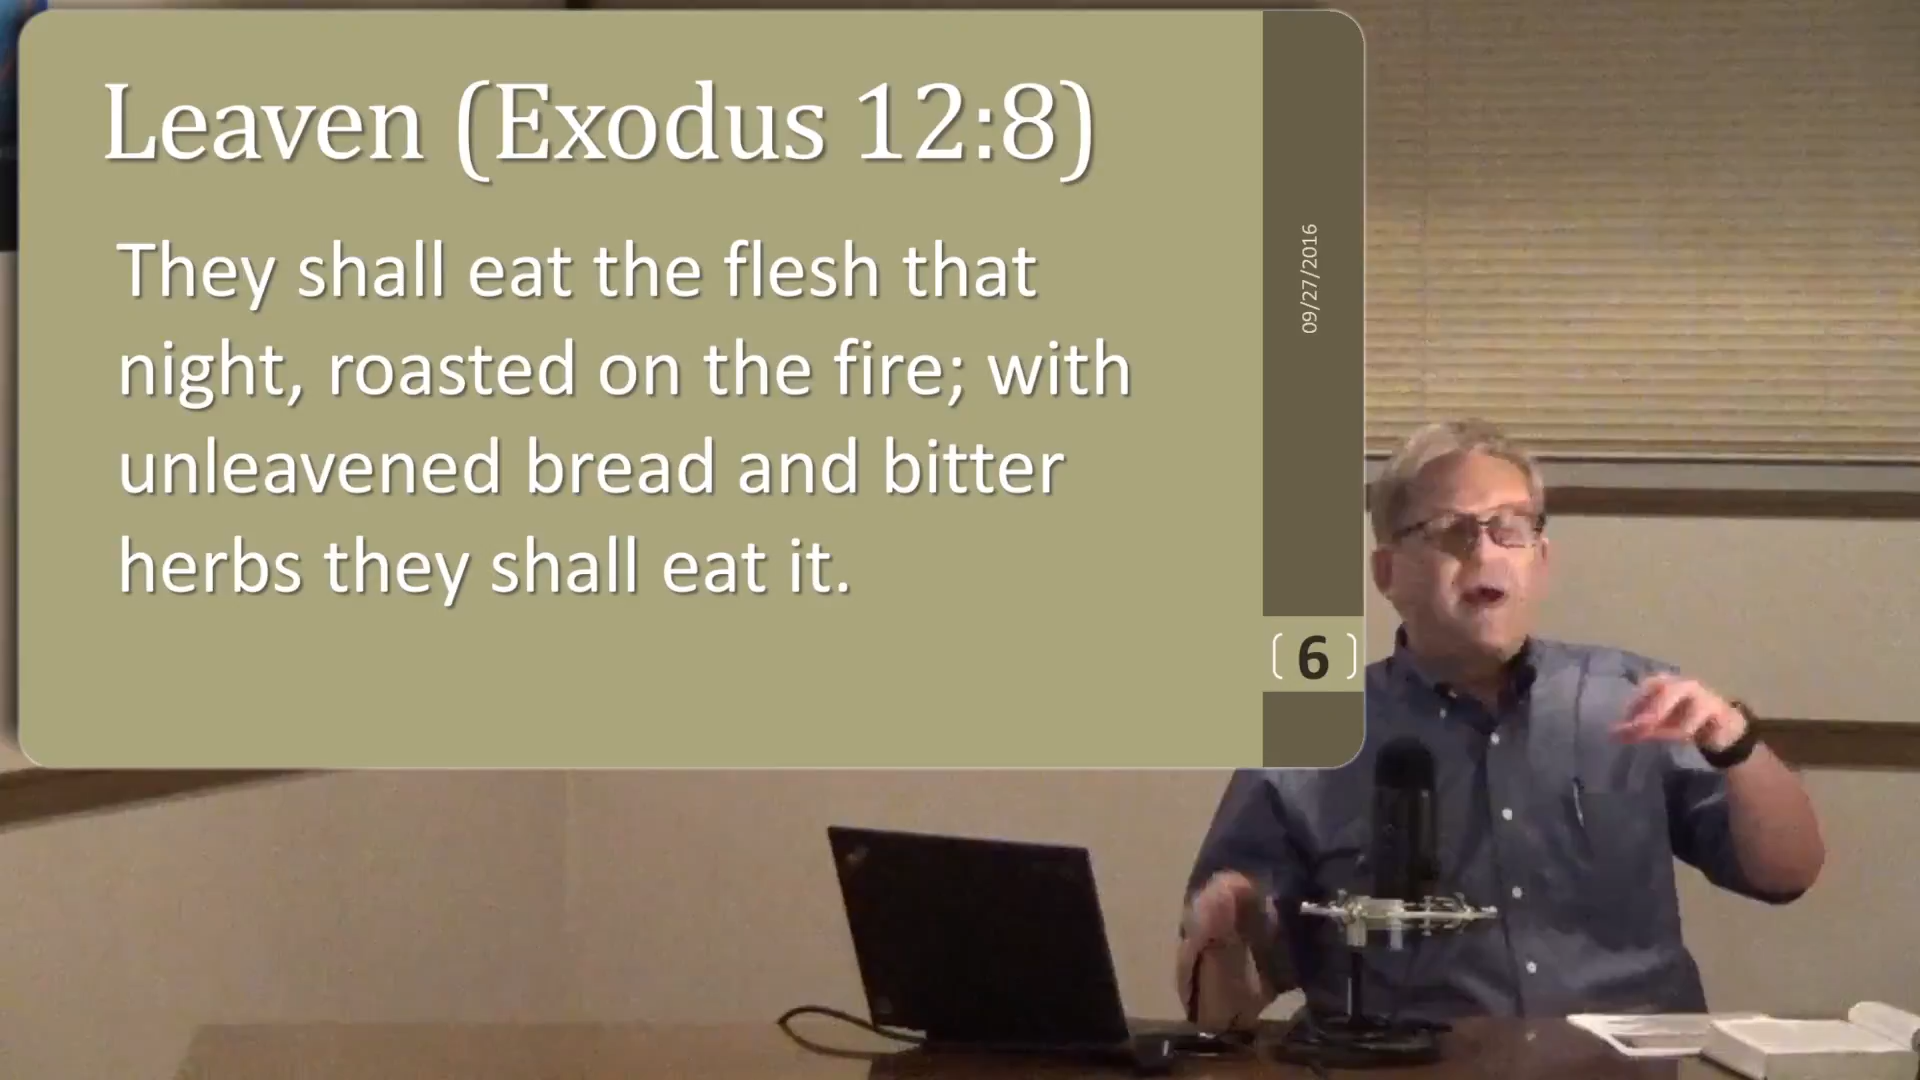 Leaven (Exodus 12:8)
They shall eat the flesh that
night, roasted on the fire; with
unleavened bread and bitter
herbs they shall eat it.
09/27/2016
6